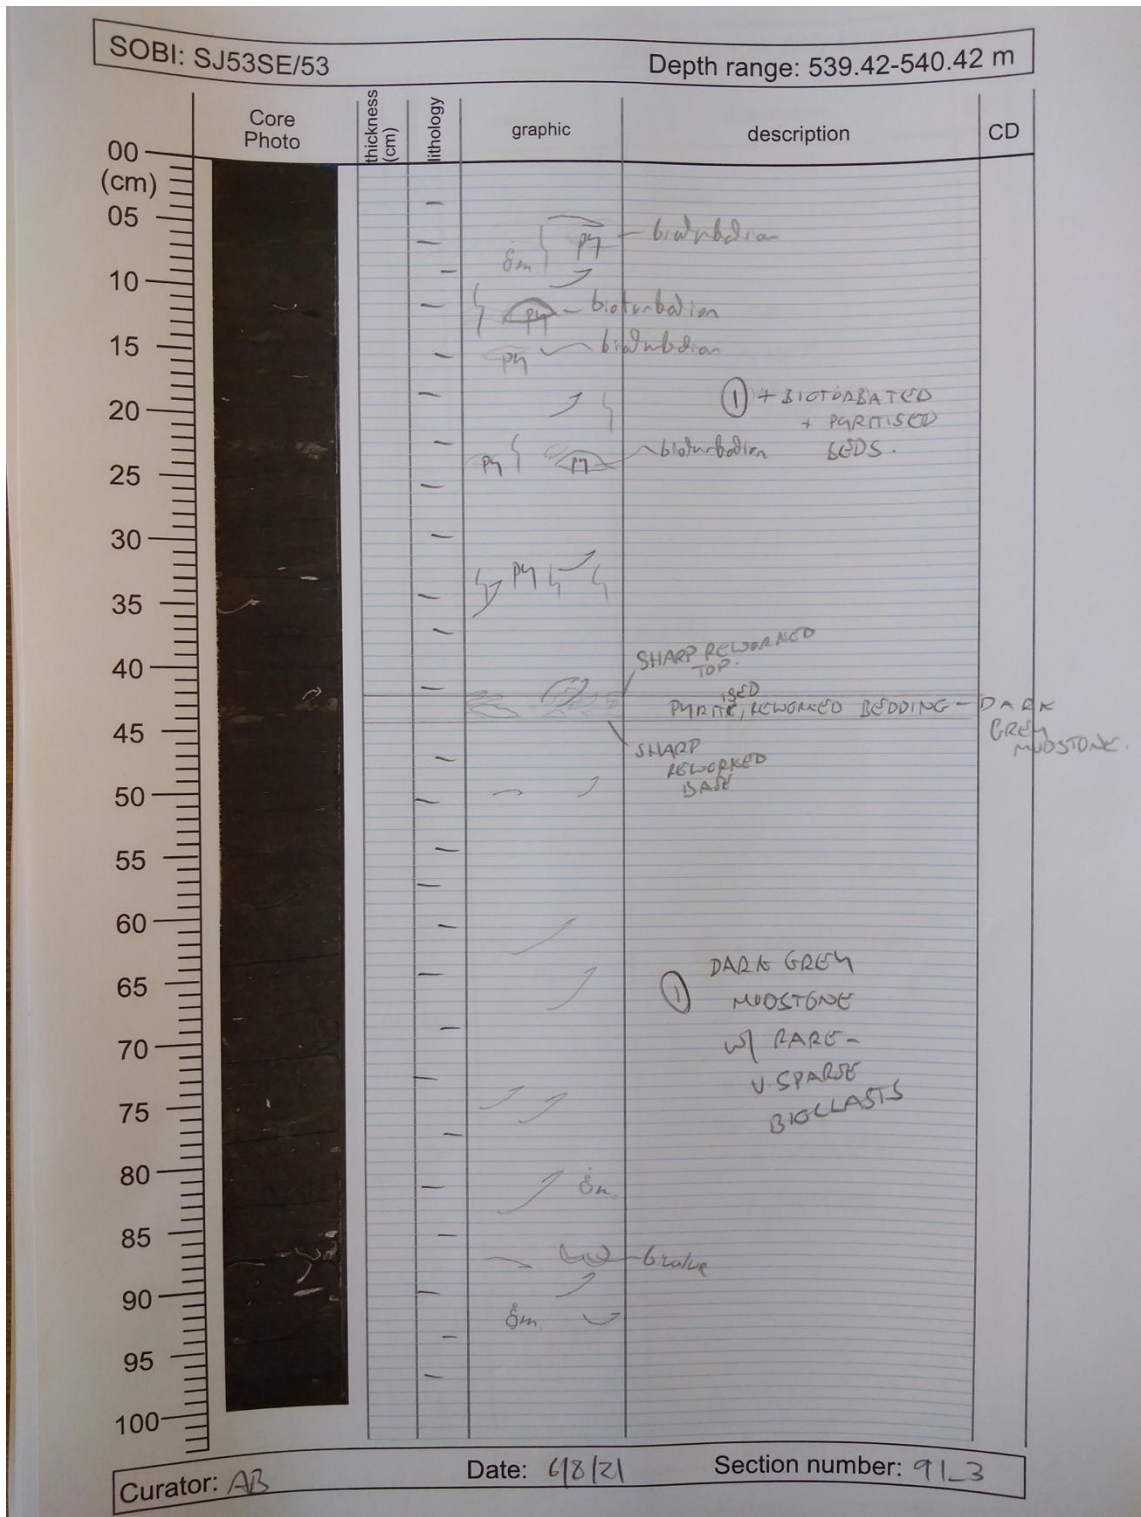 SOBI: SJ53SE/53
Depth range: 539.42-540.42 m
Core
Photo
thickness
(cm)
lithology
graphic
description
CD
00
(cm)
05
10
15
20
25
30
35
40
45
50
55
60
65
70
75
80
85
90
95
100
py bioturbation
py bioturbation
py bioturbation
1 + BIOTURBATED
+ PYRITISED
BEDS.
py py bioturbation
py
SHARP REWORKED
TOP.
ISED
PYRITE, REWORKED BEDDING - DARK
GREY
MUDSTONE.
SHARP
REWORKED
BASE
1 DARK GREY
MUDSTONE
w/ RARE -
V SPARSE
BIOCLASTS
bivalve
Curator: AB
Date: 6/8/21
Section number: 91_3